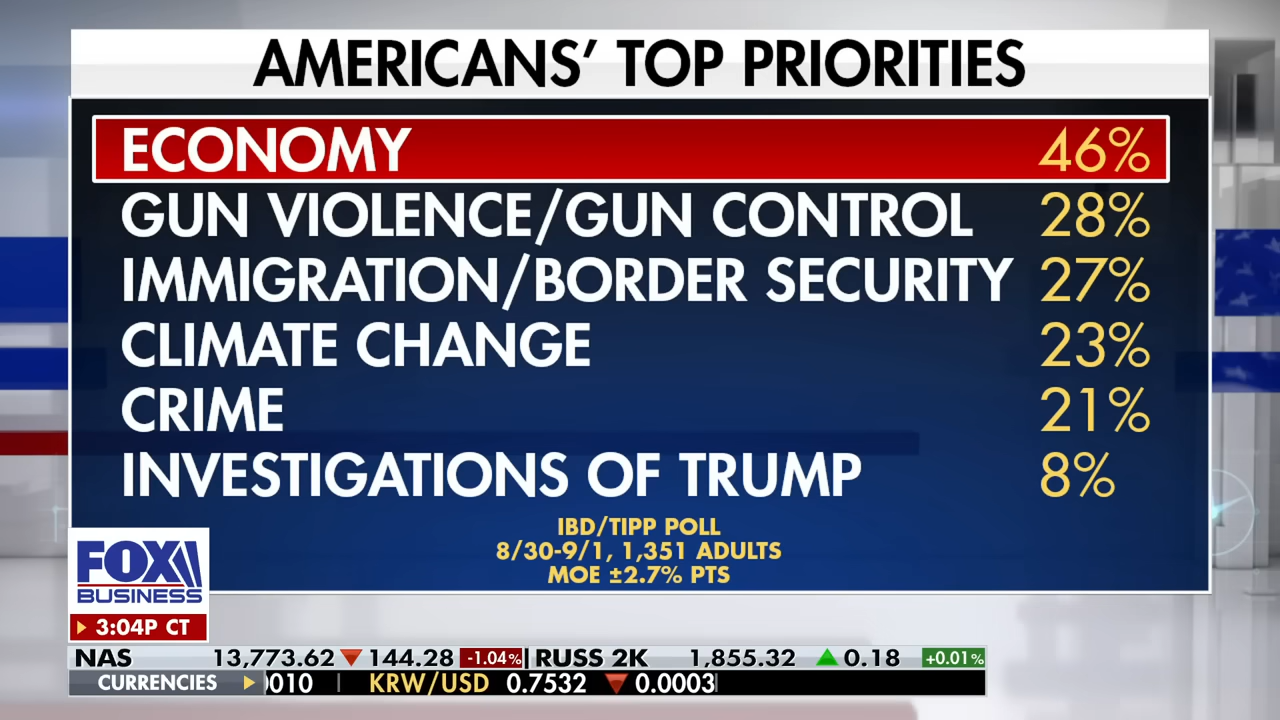 AMERICANS’ TOP PRIORITIES
ECONOMY 46%
GUN VIOLENCE/GUN CONTROL 28%
IMMIGRATION/BORDER SECURITY 27%
CLIMATE CHANGE 23%
CRIME 21%
INVESTIGATIONS OF TRUMP 8%
IBD/TIPP POLL
8/30-9/1, 1,351 ADULTS
MOE ±2.7% PTS
FOX
BUSINESS
3:04P CT
NAS 13,773.62 144.28 -1.04% RUSS 2K 1,855.32 0.18 +0.01%
CURRENCIES 010 KRW/USD 0.7532 0.0003